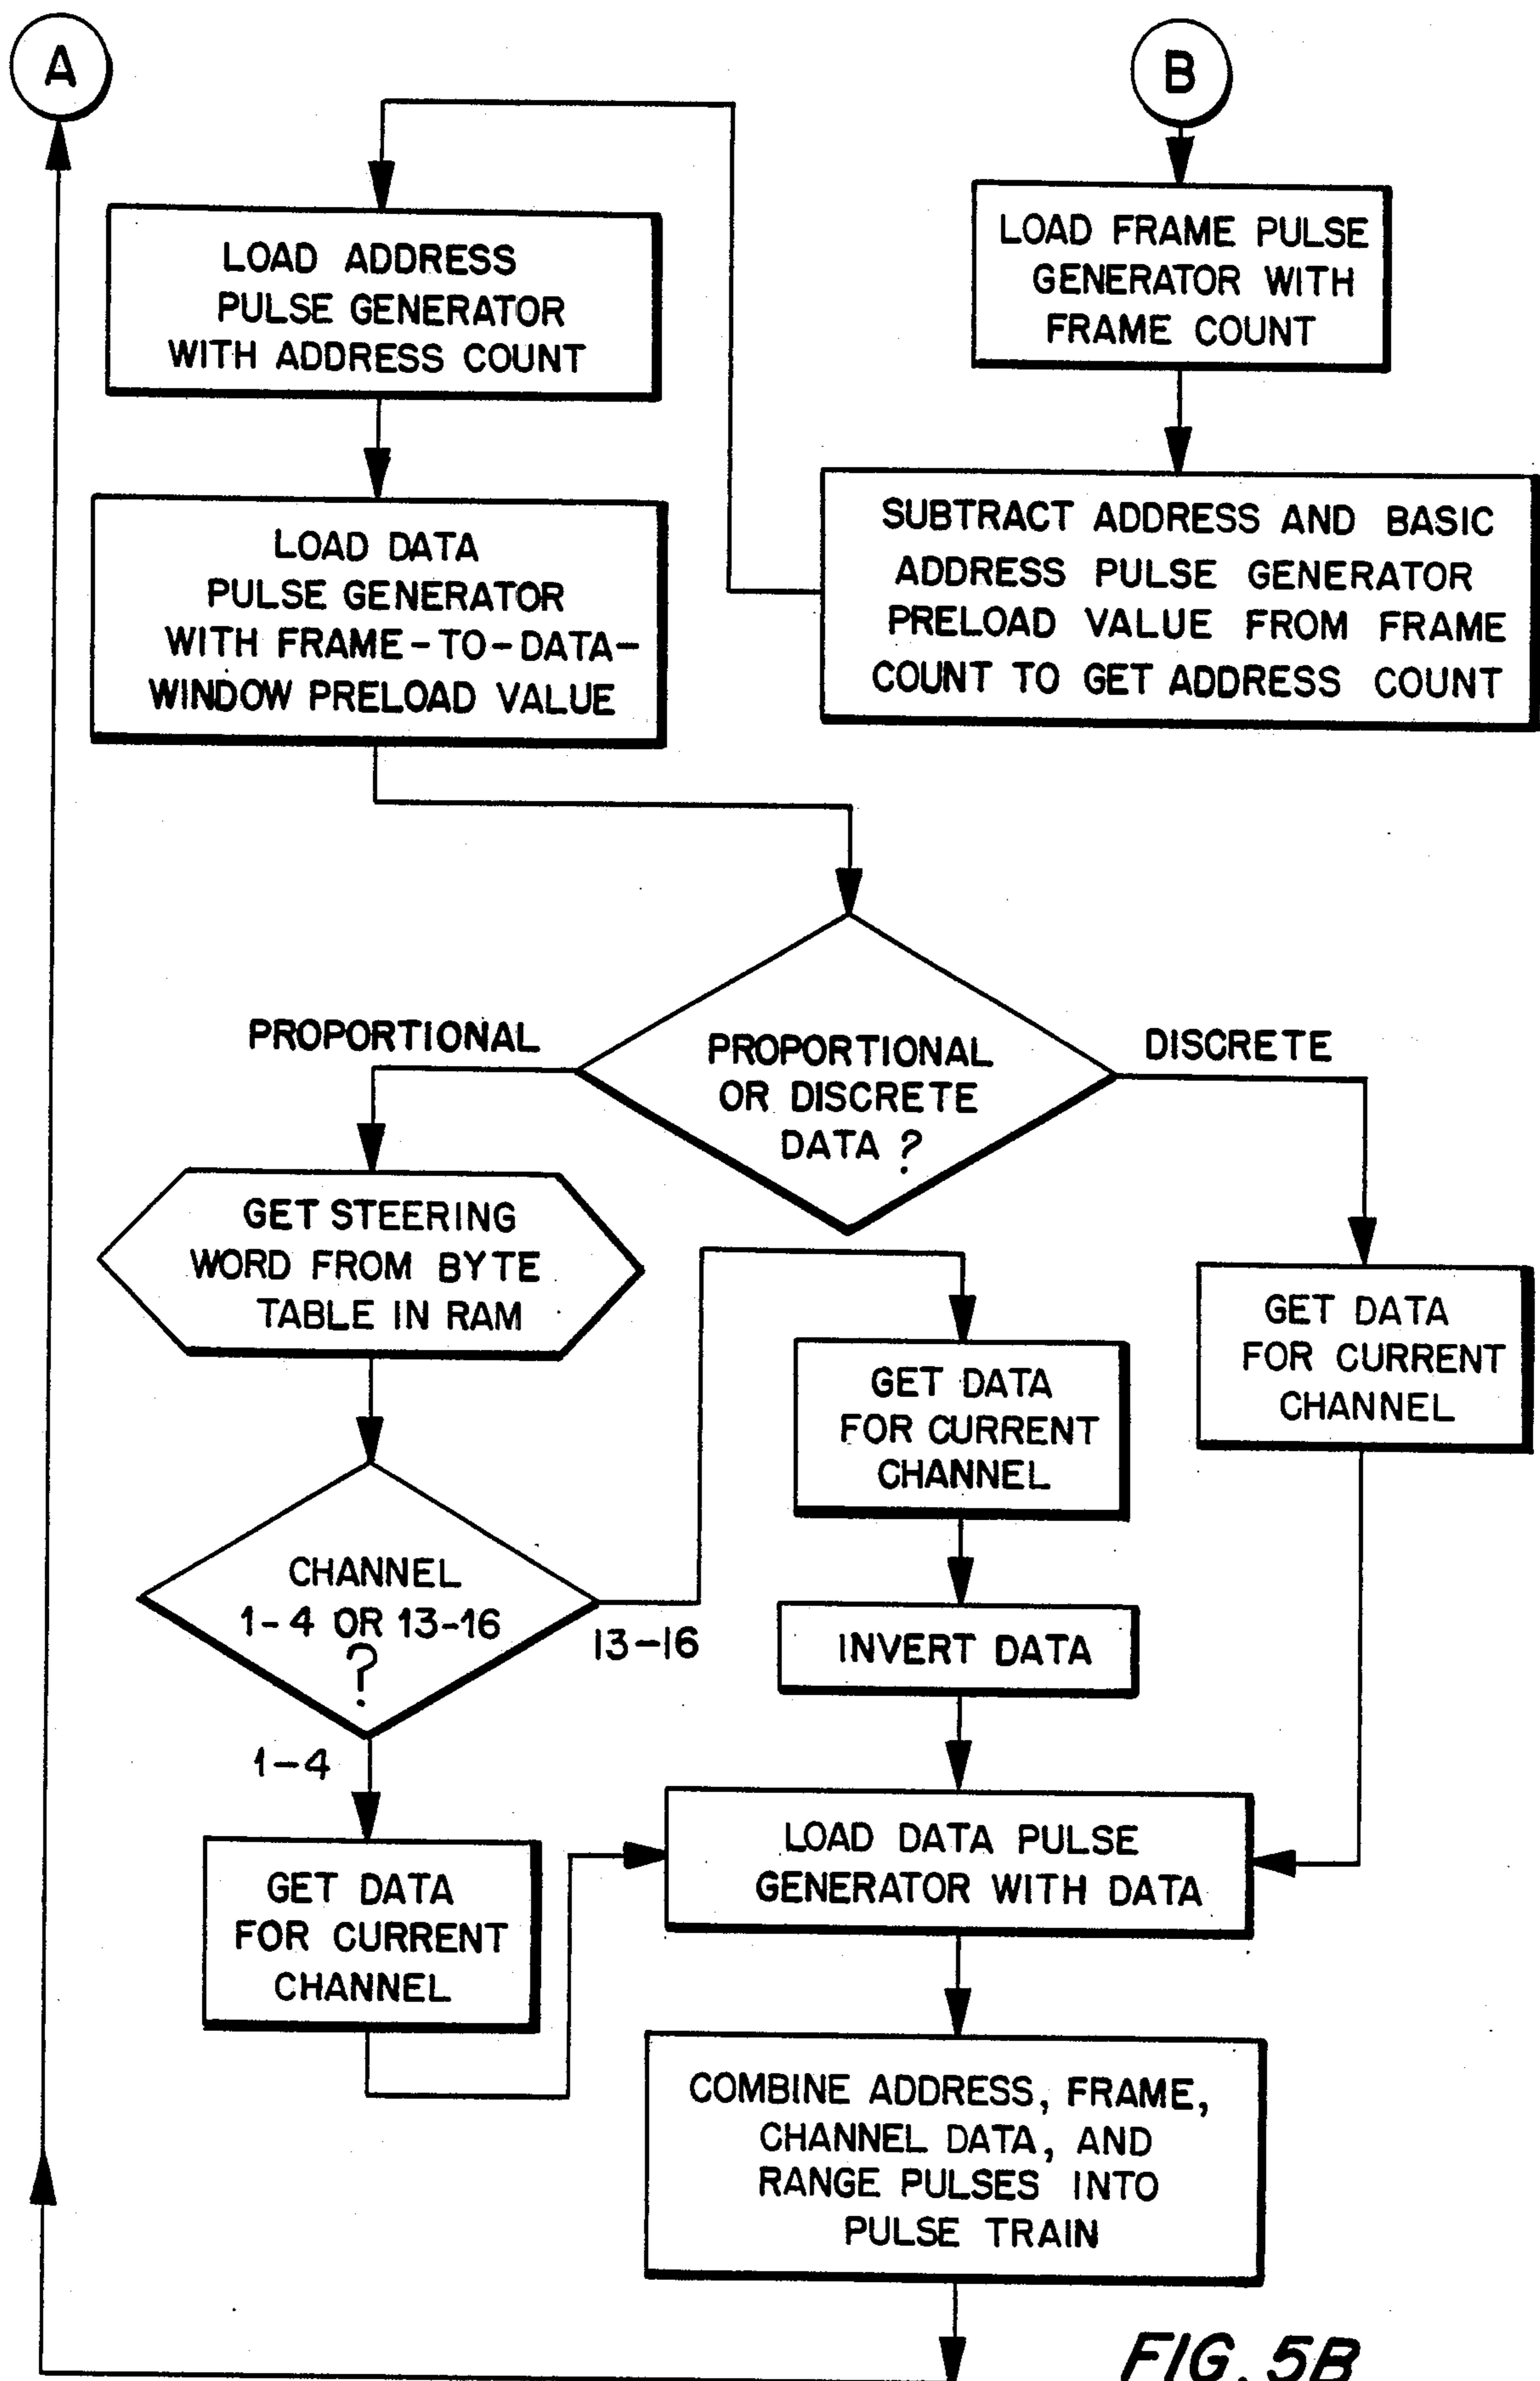 A
B
LOAD FRAME PULSE
GENERATOR WITH
FRAME COUNT
SUBTRACT ADDRESS AND BASIC
ADDRESS PULSE GENERATOR
PRELOAD VALUE FROM FRAME
COUNT TO GET ADDRESS COUNT
LOAD ADDRESS
PULSE GENERATOR
WITH ADDRESS COUNT
LOAD DATA
PULSE GENERATOR
WITH FRAME-TO-DATA-
WINDOW PRELOAD VALUE
PROPORTIONAL
OR DISCRETE
DATA ?
PROPORTIONAL
DISCRETE
GET STEERING
WORD FROM BYTE
TABLE IN RAM
GET DATA
FOR CURRENT
CHANNEL
CHANNEL
1-4 OR 13-16
?
13-16
1-4
GET DATA
FOR CURRENT
CHANNEL
INVERT DATA
GET DATA
FOR CURRENT
CHANNEL
LOAD DATA PULSE
GENERATOR WITH DATA
COMBINE ADDRESS, FRAME,
CHANNEL DATA, AND
RANGE PULSES INTO
PULSE TRAIN
FIG. 5B